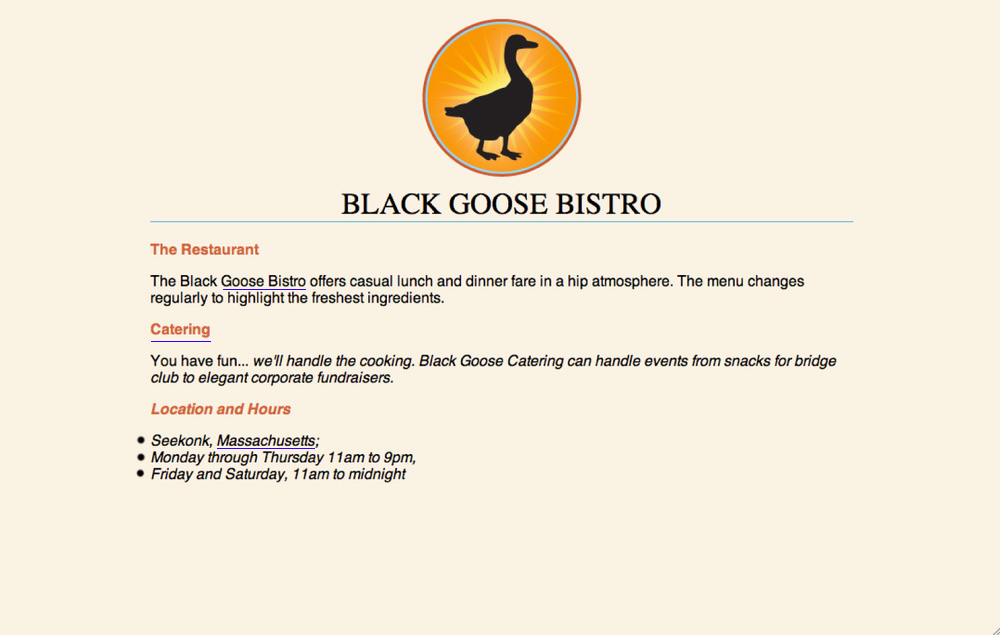 BLACK GOOSE BISTRO
The Restaurant
The Black Goose Bistro offers casual lunch and dinner fare in a hip atmosphere. The menu changes
regularly to highlight the freshest ingredients.
Catering
You have fun... we'll handle the cooking. Black Goose Catering can handle events from snacks for bridge
club to elegant corporate fundraisers.
Location and Hours
Seekonk, Massachusetts;
Monday through Thursday 11am to 9pm,
Friday and Saturday, 11am to midnight